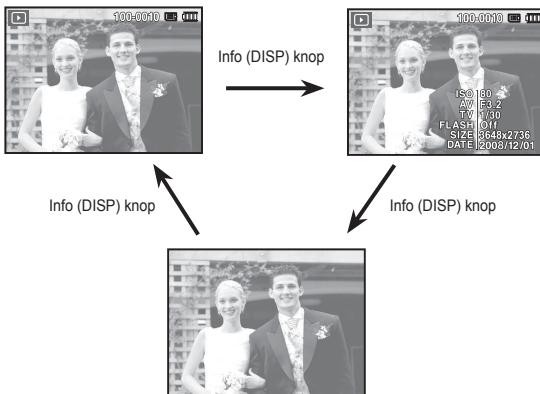 100-0010
100-0010
Info (DISP) knop
ISO 80
AV F3.2
TV 1/30
FLASH Off
SIZE 3648x2736
DATE 2008/12/01
Info (DISP) knop
Info (DISP) knop